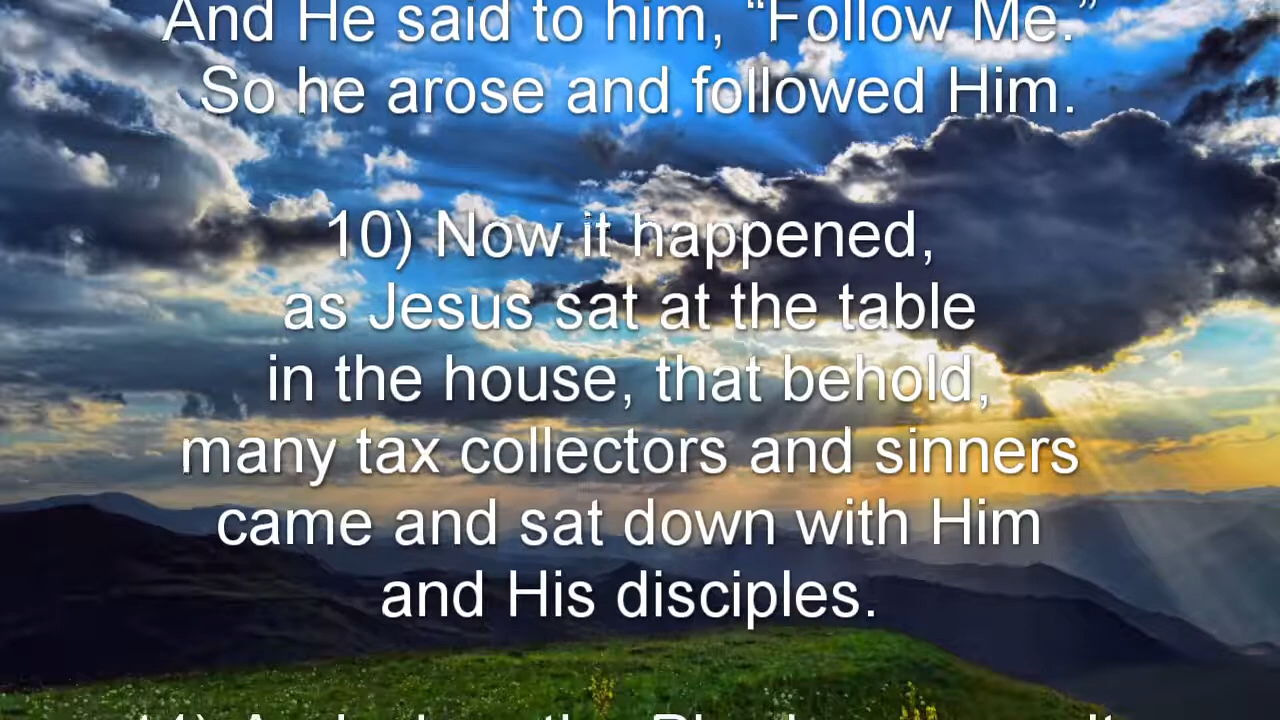 And He said to him, “Follow Me.”
So he arose and followed Him.
10) Now it happened,
as Jesus sat at the table
in the house, that behold,
many tax collectors and sinners
came and sat down with Him
and His disciples.